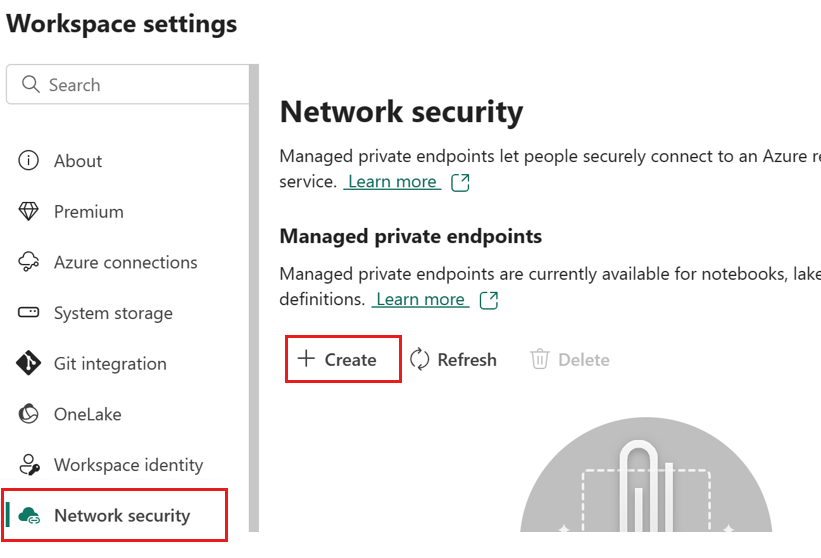 Workspace settings
Search
About
Premium
Azure connections
System storage
Git integration
OneLake
Workspace identity
Network security
Network security
Managed private endpoints let people securely connect to an Azure
service. Learn more
Managed private endpoints
Managed private endpoints are currently available for notebooks,
definitions. Learn more
Create
Refresh
Delete